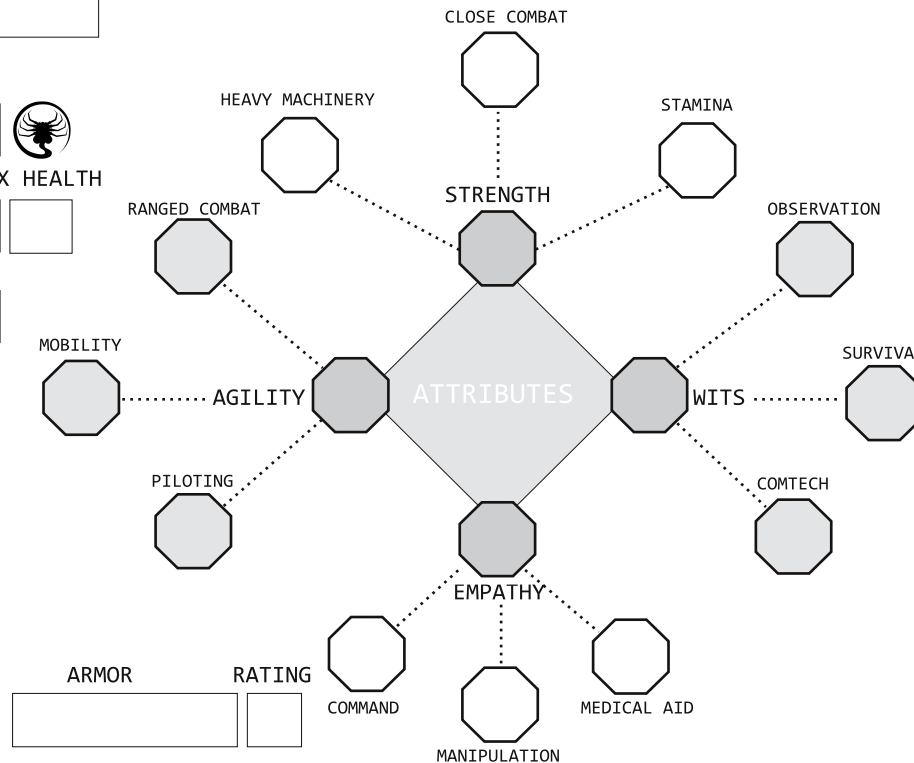 CLOSE COMBAT
HEAVY MACHINERY
STAMINA
X HEALTH
STRENGTH
RANGED COMBAT
OBSERVATION
MOBILITY
SURVIVA
AGILITY
ATTRIBUTES
WITS
PILOTING
COMTECH
EMPATHY
ARMOR
RATING
COMMAND
MEDICAL AID
MANIPULATION